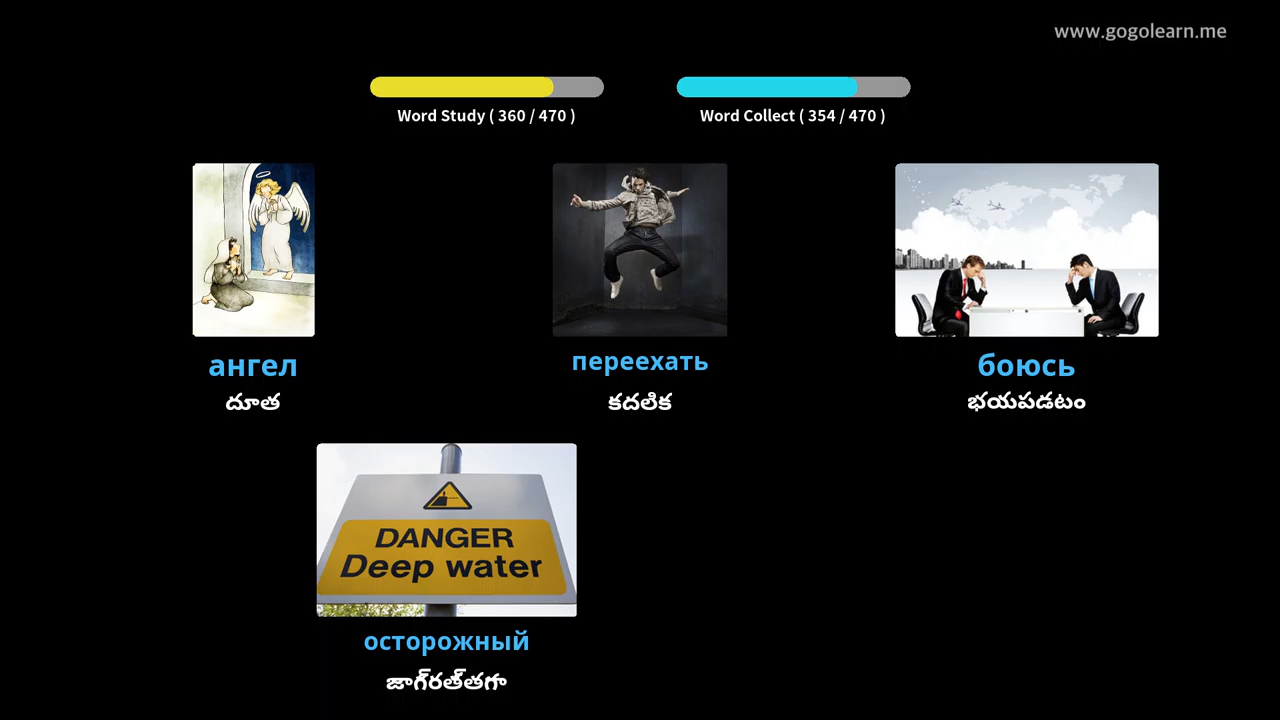 www.gogolearn.me
Word Study ( 360 / 470 )
Word Collect ( 354 / 470 )
ангел
దూత
переехать
కదలిక
боюсь
భయపడటం
DANGER
Deep water
осторожный
జాగ్రత్తగా